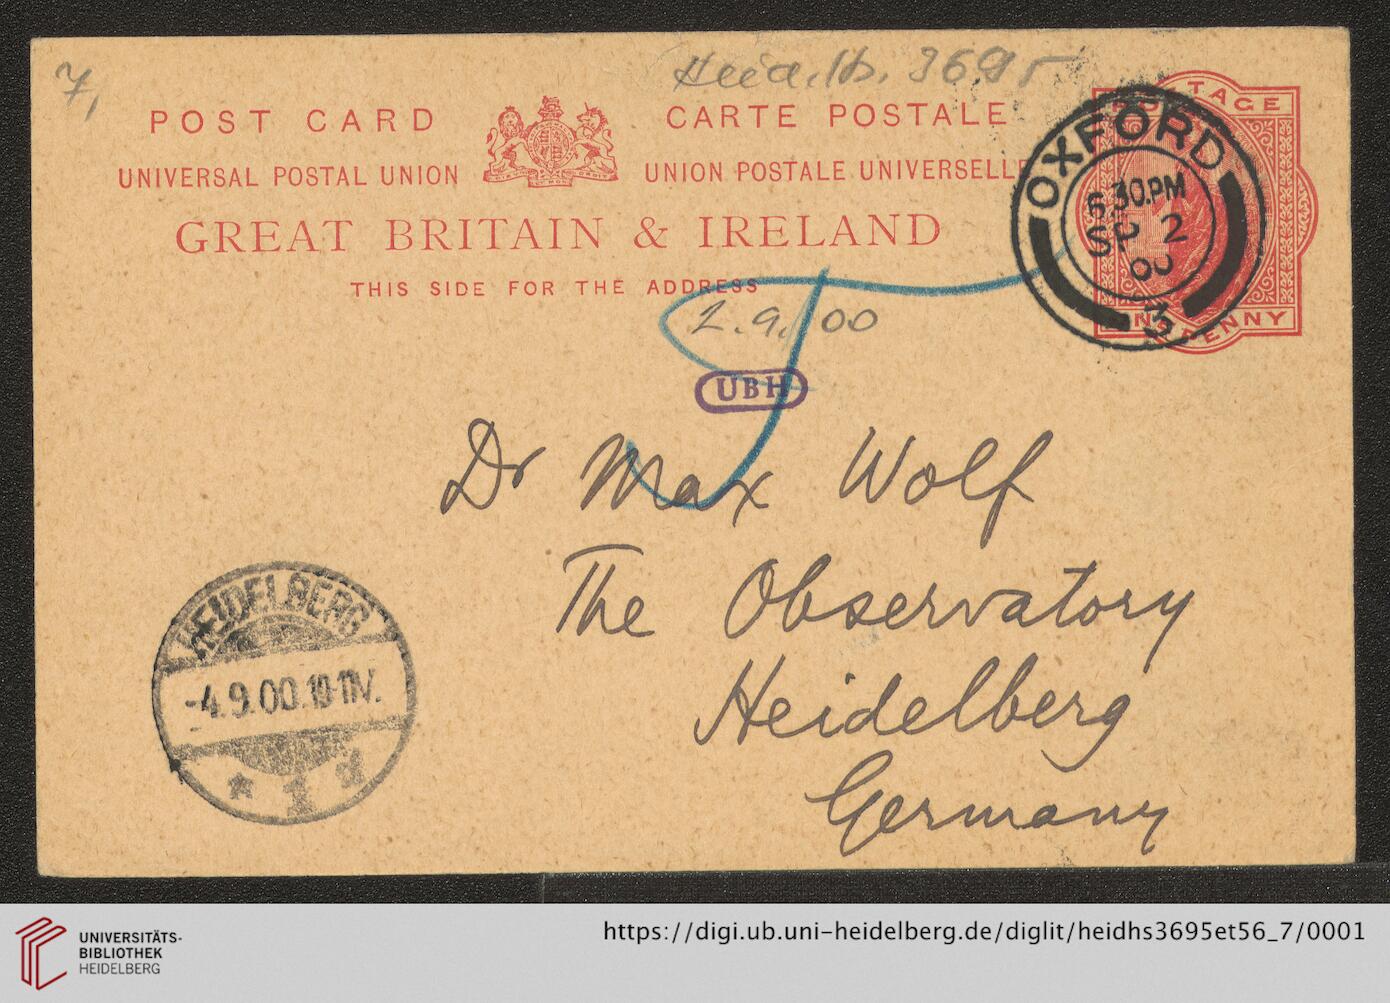 7,
Heid. Hs. 3695
POST CARD
CARTE POSTALE
UNIVERSAL POSTAL UNION
UNION POSTALE UNIVERSELLE
GREAT BRITAIN & IRELAND
THIS SIDE FOR THE ADDRESS
POSTAGE
ONE PENNY
OXFORD
6.30.PM
SP 2
00
3
2.9.00
UBH
Dr Max Wolf
The Observatory
Heidelberg
Germany
HEIDELBERG
-4.9.00.10-11V.
* 1 *
UNIVERSITÄTS-
BIBLIOTHEK
HEIDELBERG
https://digi.ub.uni-heidelberg.de/diglit/heidhs3695et56_7/0001